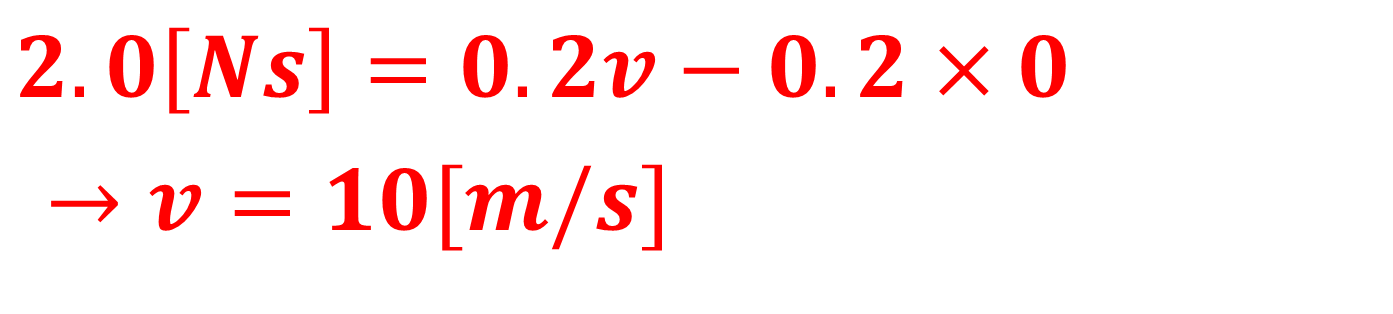 2.0[Ns] = 0.2v − 0.2 × 0
→ v = 10[m/s]